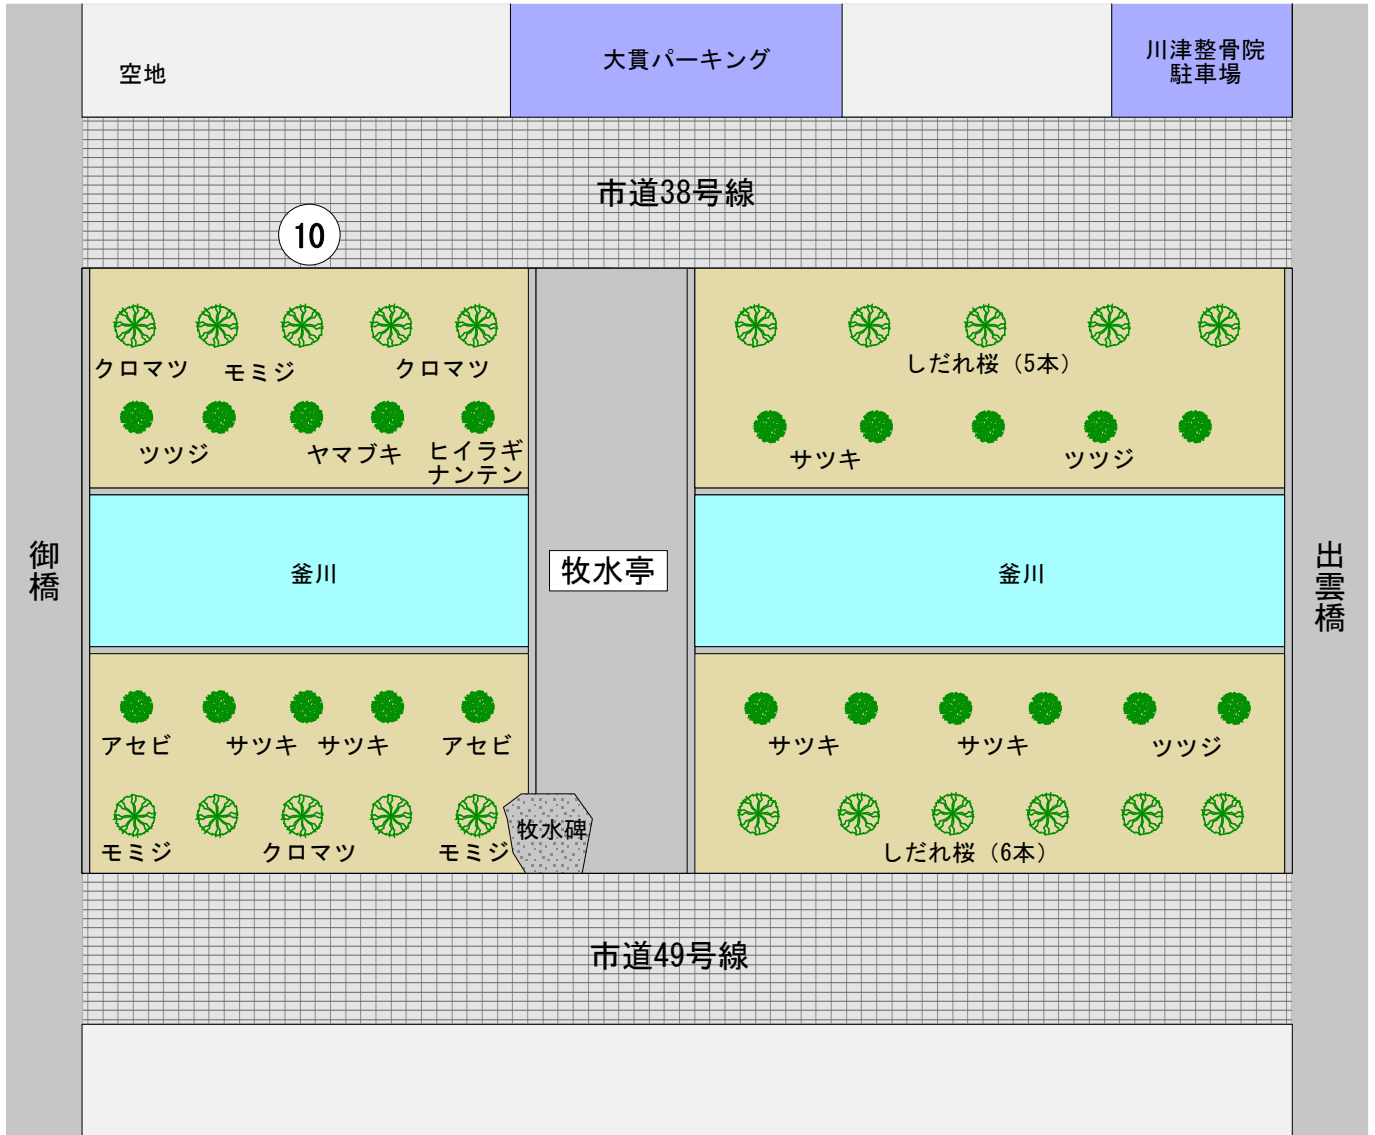 空地
大貫パーキング
川津整骨院
駐車場
市道38号線
10
クロマツ
モミジ
クロマツ
しだれ桜（5本）
ツツジ
ヤマブキ
ヒイラギ
ナンテン
サツキ
ツツジ
御橋
釜川
牧水亭
釜川
出雲橋
アセビ
サツキ
サツキ
アセビ
サツキ
サツキ
ツツジ
モミジ
クロマツ
モミジ
牧水碑
しだれ桜（6本）
市道49号線